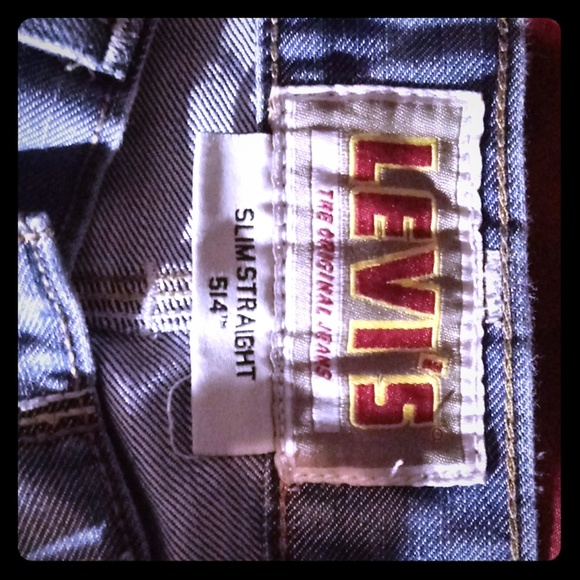 LEVI'S®
THE ORIGINAL JEANS
SLIM STRAIGHT
514™